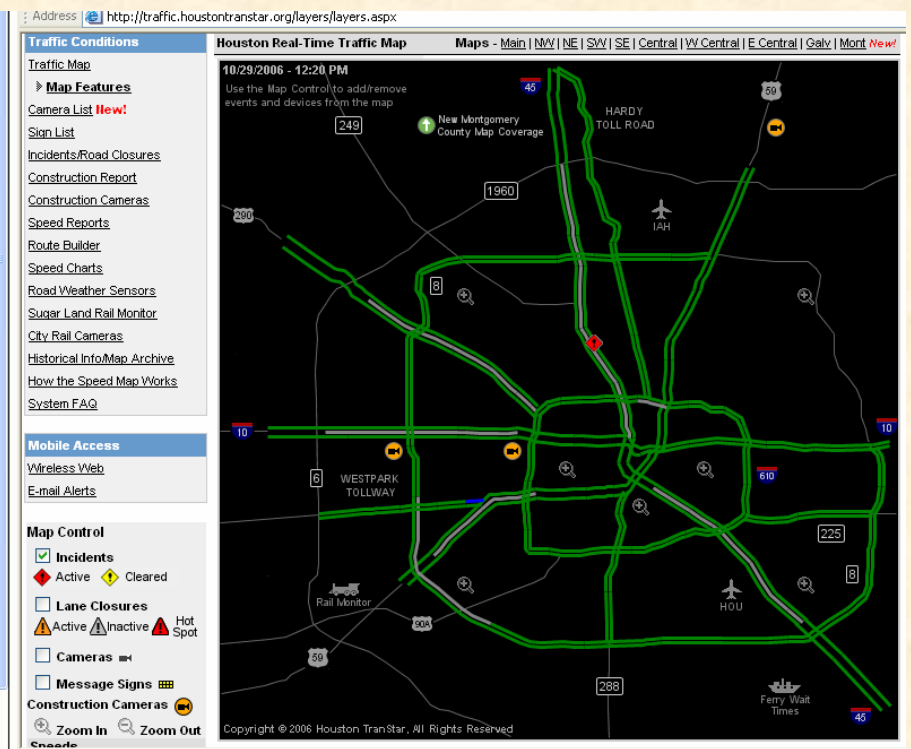 Address http://traffic.houstontranstar.org/layers/layers.aspx
Traffic Conditions
Traffic Map
Map Features
Camera List New!
Sign List
Incidents/Road Closures
Construction Report
Construction Cameras
Speed Reports
Route Builder
Speed Charts
Road Weather Sensors
Sugar Land Rail Monitor
City Rail Cameras
Historical Info/Map Archive
How the Speed Map Works
System FAQ
Mobile Access
Wireless Web
E-mail Alerts
Map Control
Incidents
Active Cleared
Lane Closures
Active Inactive Hot
Spot
Cameras
Message Signs
Construction Cameras
Zoom In Zoom Out
Speeds
Houston Real-Time Traffic Map Maps - Main | NW | NE | SW | SE | Central | W Central | E Central | Galv | Mont New!
10/29/2006 - 12:20 PM
Use the Map Control to add/remove
events and devices from the map
45
59
249
New Montgomery
County Map Coverage
HARDY
TOLL ROAD
1960
290
IAH
8
10
10
6
WESTPARK
TOLLWAY
610
225
8
Rail Monitor
HOU
90A
59
288
Ferry Wait
Times
45
Copyright © 2006 Houston TranStar, All Rights Reserved